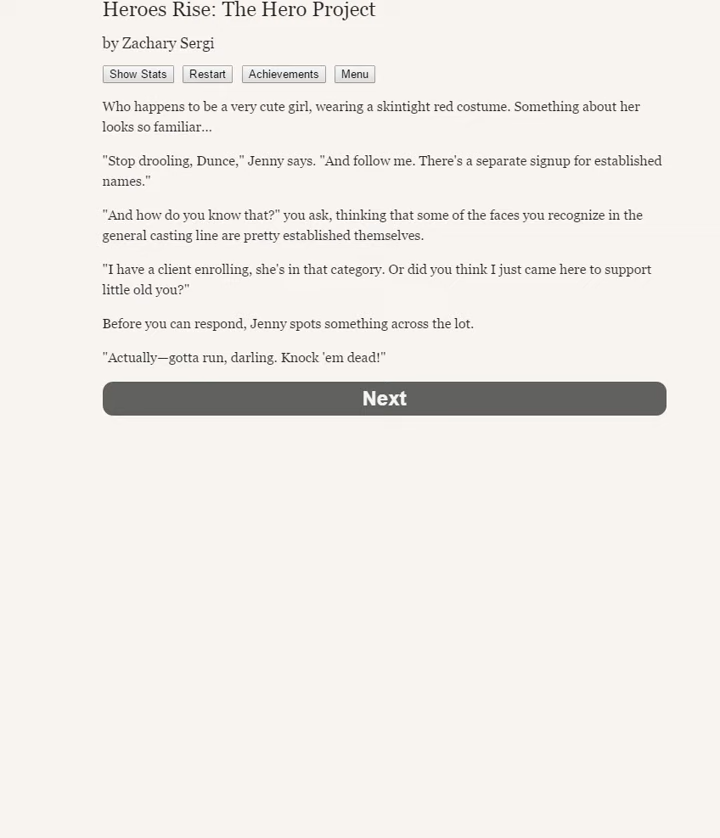 Heroes Rise: The Hero Project
by Zachary Sergi
Show Stats Restart Achievements Menu
Who happens to be a very cute girl, wearing a skintight red costume. Something about her
looks so familiar...
"Stop drooling, Dunce," Jenny says. "And follow me. There's a separate signup for established
names."
"And how do you know that?" you ask, thinking that some of the faces you recognize in the
general casting line are pretty established themselves.
"I have a client enrolling, she's in that category. Or did you think I just came here to support
little old you?"
Before you can respond, Jenny spots something across the lot.
"Actually—gotta run, darling. Knock 'em dead!"
Next